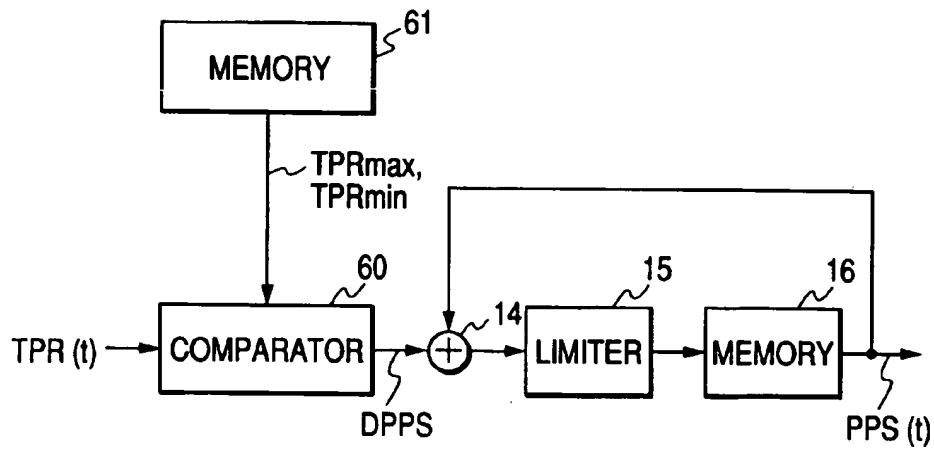 61
MEMORY
TPRmax,
TPRmin
60
15
16
14
TPR (t)
COMPARATOR
+
LIMITER
MEMORY
DPPS
PPS (t)